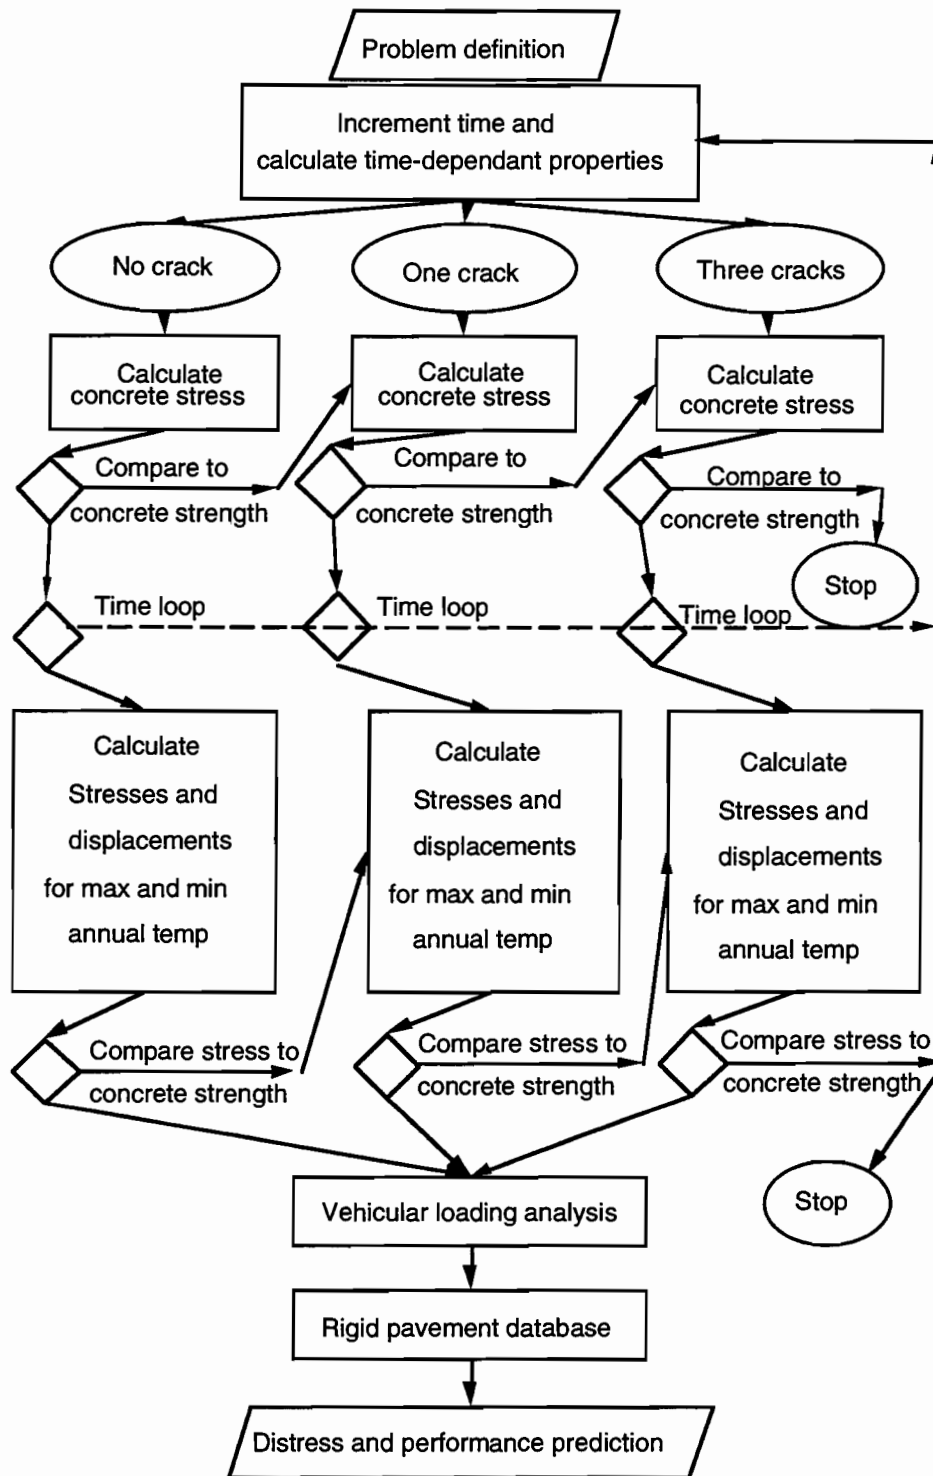 Problem definition
Increment time and
calculate time-dependant properties
No crack
One crack
Three cracks
Calculate
concrete stress
Calculate
concrete stress
Calculate
concrete stress
Compare to
concrete strength
Compare to
concrete strength
Compare to
concrete strength
Stop
Time loop
Time loop
Time loop
Calculate
Stresses and
displacements
for max and min
annual temp
Calculate
Stresses and
displacements
for max and min
annual temp
Calculate
Stresses and
displacements
for max and min
annual temp
Compare stress to
concrete strength
Compare stress to
concrete strength
Compare stress to
concrete strength
Stop
Vehicular loading analysis
Rigid pavement database
Distress and performance prediction